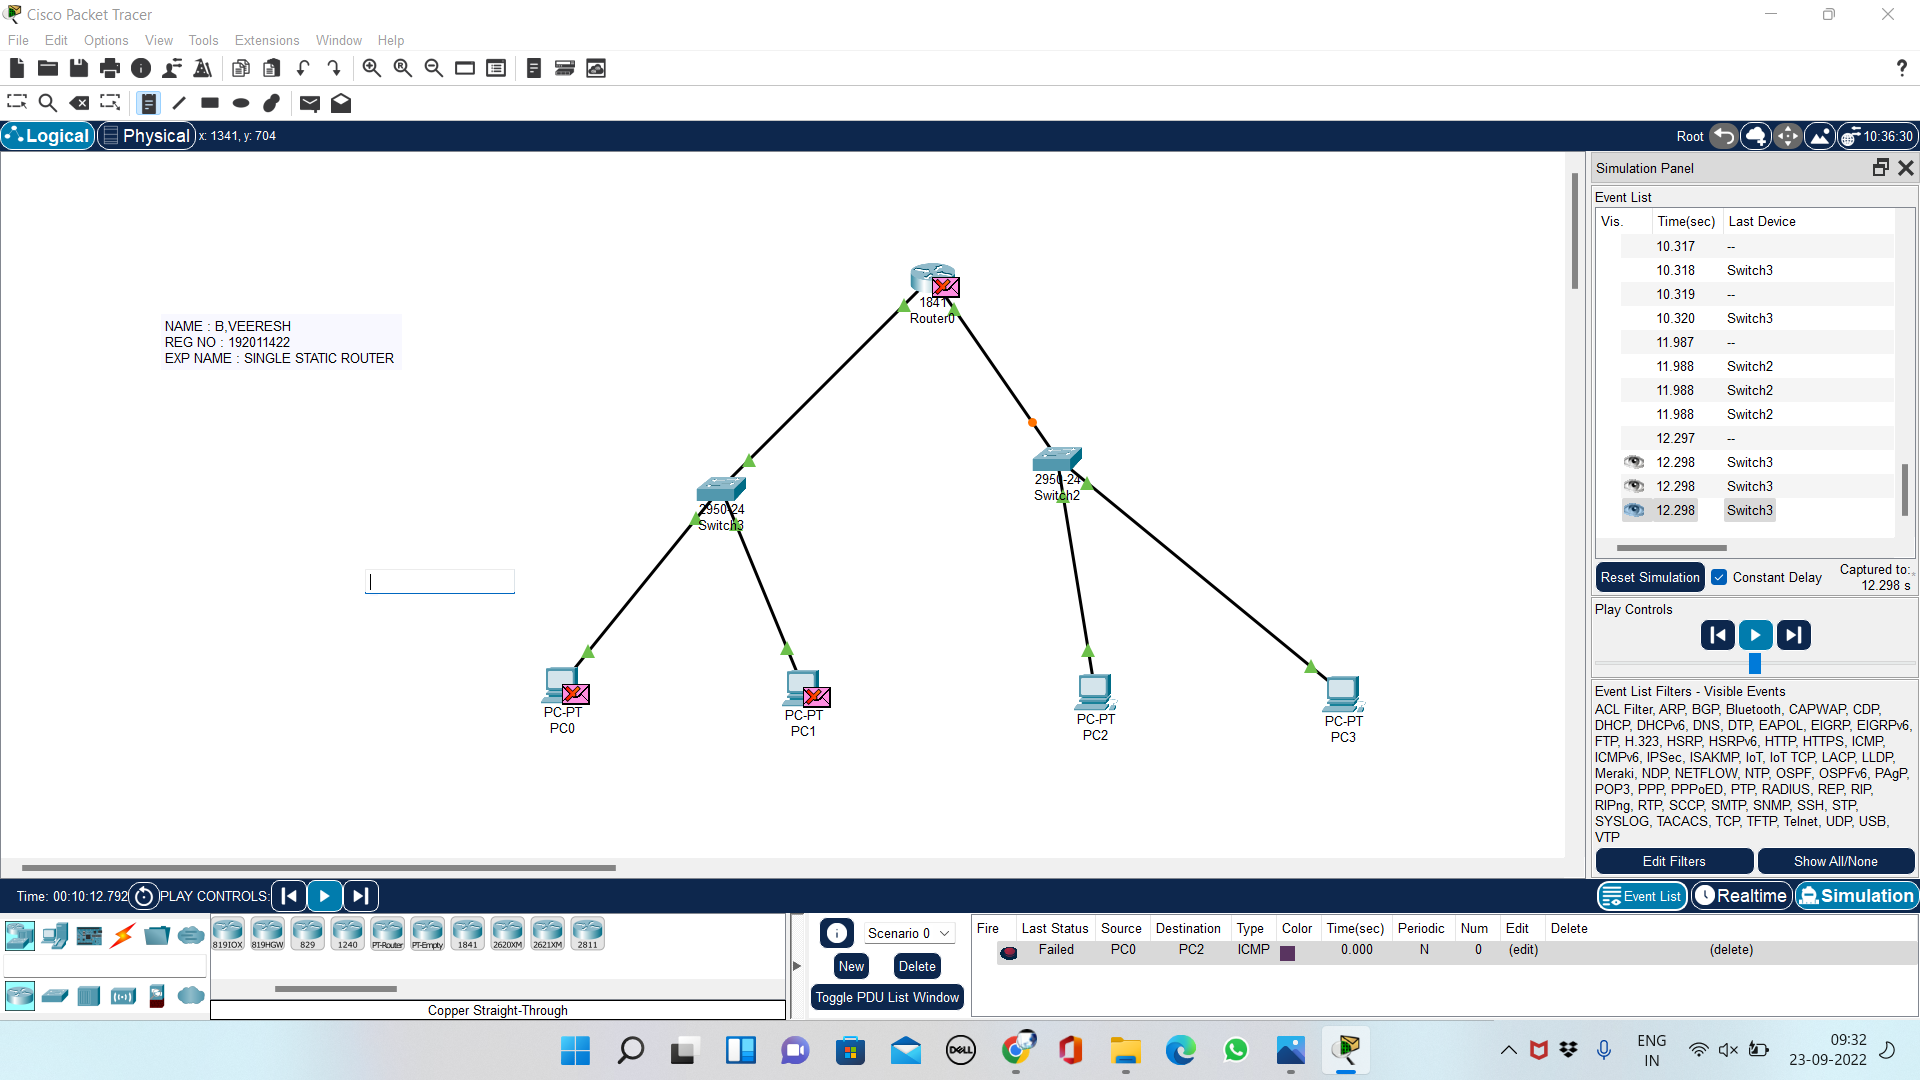 Cisco Packet Tracer
File Edit Options View Tools Extensions Window Help
?
Logical Physical x: 1341, y: 704 Root 10:36:30
NAME : B,VEERESH
REG NO : 192011422
EXP NAME : SINGLE STATIC ROUTER
1841
Router0
2950-24
Switch3
2950-24
Switch2
PC-PT
PC0
PC-PT
PC1
PC-PT
PC2
PC-PT
PC3
Simulation Panel
Event List
Vis. Time(sec) Last Device
10.317 --
10.318 Switch3
10.319 --
10.320 Switch3
11.987 --
11.988 Switch2
11.988 Switch2
11.988 Switch2
12.297 --
12.298 Switch3
12.298 Switch3
12.298 Switch3
Reset Simulation Constant Delay Captured to:
12.298 s
Play Controls
Event List Filters - Visible Events
ACL Filter, ARP, BGP, Bluetooth, CAPWAP, CDP,
DHCP, DHCPv6, DNS, DTP, EAPOL, EIGRP, EIGRPv6,
FTP, H.323, HSRP, HSRPv6, HTTP, HTTPS, ICMP,
ICMPv6, IPSec, ISAKMP, IoT, IoT TCP, LACP, LLDP,
Meraki, NDP, NETFLOW, NTP, OSPF, OSPFv6, PAgP,
POP3, PPP, PPPoED, PTP, RADIUS, REP, RIP,
RIPng, RTP, SCCP, SMTP, SNMP, SSH, STP,
SYSLOG, TACACS, TCP, TFTP, Telnet, UDP, USB,
VTP
Edit Filters Show All/None
Time: 00:10:12.792 PLAY CONTROLS: Event List Realtime Simulation
819IOX 819HGW 829 1240 PT-Router PT-Empty 1841 2620XM 2621XM 2811
Copper Straight-Through
Scenario 0
New Delete
Toggle PDU List Window
Fire Last Status Source Destination Type Color Time(sec) Periodic Num Edit Delete
Failed PC0 PC2 ICMP 0.000 N 0 (edit) (delete)
DELL
ENG
IN
09:32
23-09-2022